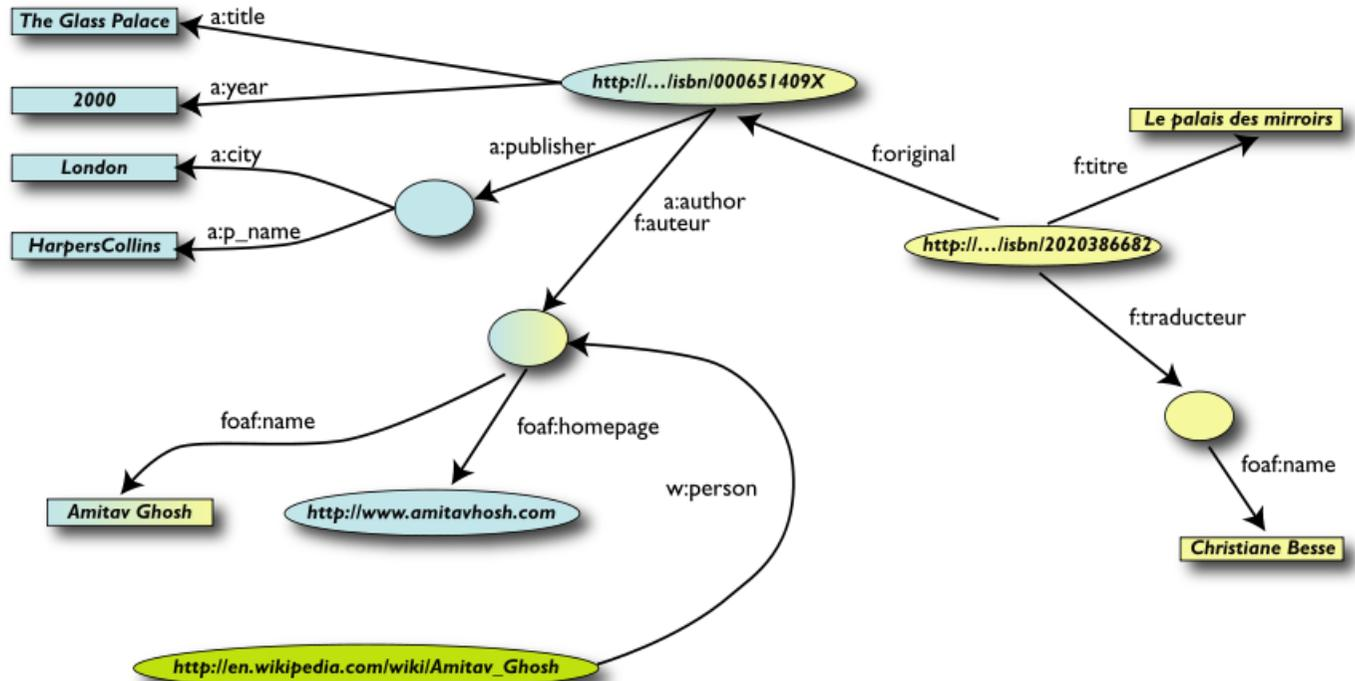 The Glass Palace
a:title
http://.../isbn/000651409X
2000
a:year
Le palais des mirroirs
London
a:city
a:publisher
f:original
f:titre
a:author
f:auteur
HarpersCollins
a:p_name
http://.../isbn/2020386682
f:traducteur
foaf:name
foaf:homepage
w:person
foaf:name
Amitav Ghosh
http://www.amitavhosh.com
Christiane Besse
http://en.wikipedia.com/wiki/Amitav_Ghosh